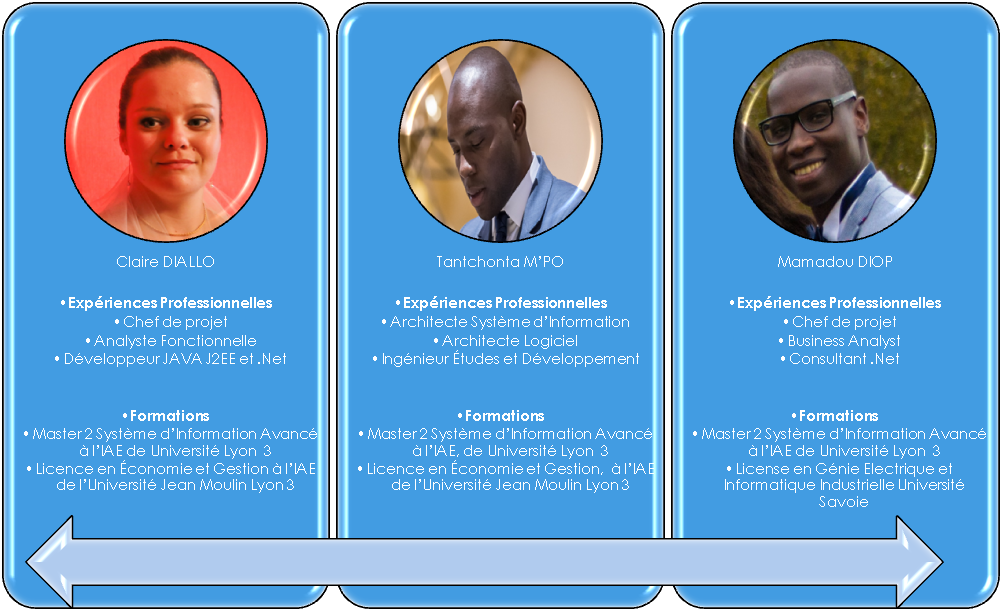 Claire DIALLO
• Expériences Professionnelles
• Chef de projet
• Analyste Fonctionnelle
• Développeur JAVA J2EE et .Net
• Formations
• Master 2 Système d'Information Avancé
à l'IAE de Université Lyon 3
• Licence en Économie et Gestion à l'IAE
de l'Université Jean Moulin Lyon 3
Tantchonta M'PO
• Expériences Professionnelles
• Architecte Système d'Information
• Architecte Logiciel
• Ingénieur Études et Développement
• Formations
• Master 2 Système d'Information Avancé
à l'IAE, de Université Lyon 3
• Licence en Économie et Gestion, à l'IAE
de l'Université Jean Moulin Lyon 3
Mamadou DIOP
• Expériences Professionnelles
• Chef de projet
• Business Analyst
• Consultant .Net
• Formations
• Master 2 Système d'Information Avancé
à l'IAE de Université Lyon 3
• License en Génie Electrique et
Informatique Industrielle Université
Savoie